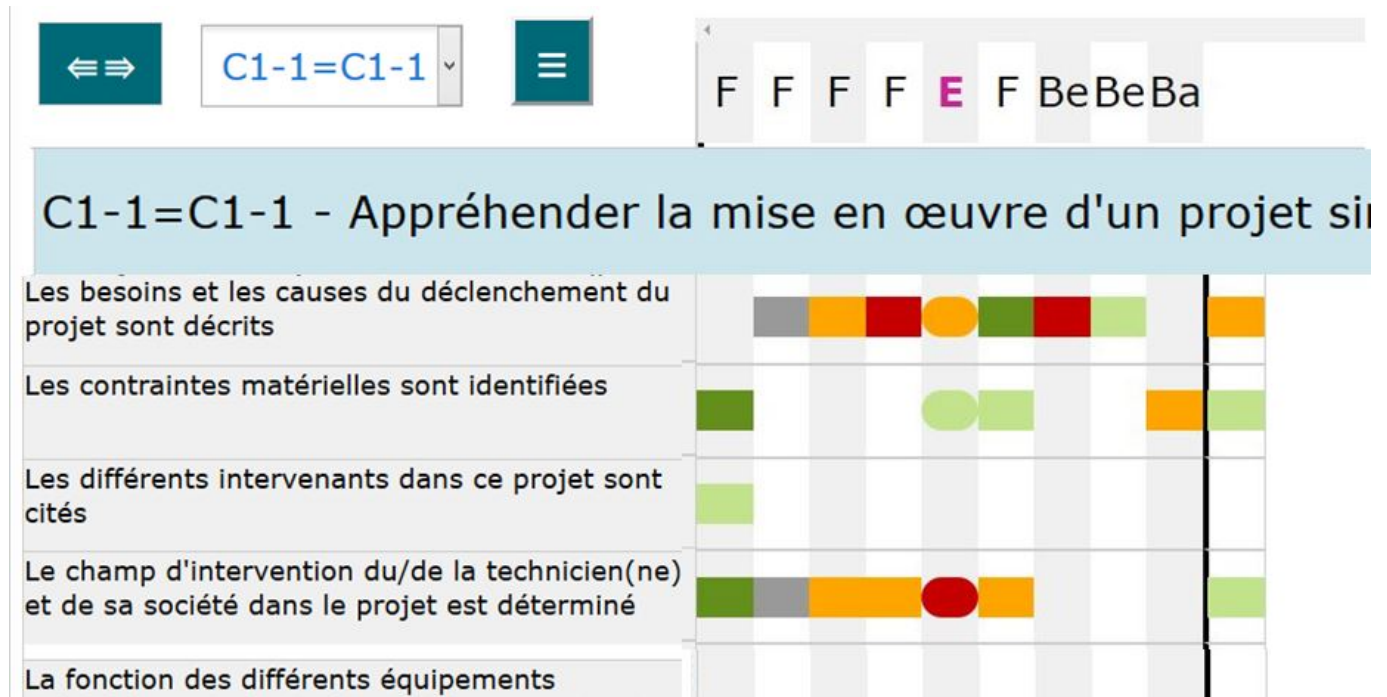 C1-1=C1-1
F F F F E F Be Be Ba
C1-1=C1-1 - Appréhender la mise en œuvre d'un projet
Les besoins et les causes du déclenchement du
projet sont décrits
Les contraintes matérielles sont identifiées
Les différents intervenants dans ce projet sont
cités
Le champ d'intervention du/de la technicien(ne)
et de sa société dans le projet est déterminé
La fonction des différents équipements